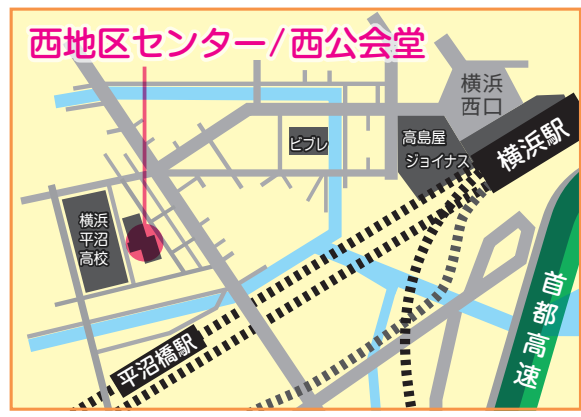 西地区センター/西公会堂
横浜
西口
ビブレ
高島屋
ジョイナス
横浜駅
横浜
平沼
高校
平沼橋駅
首都高速